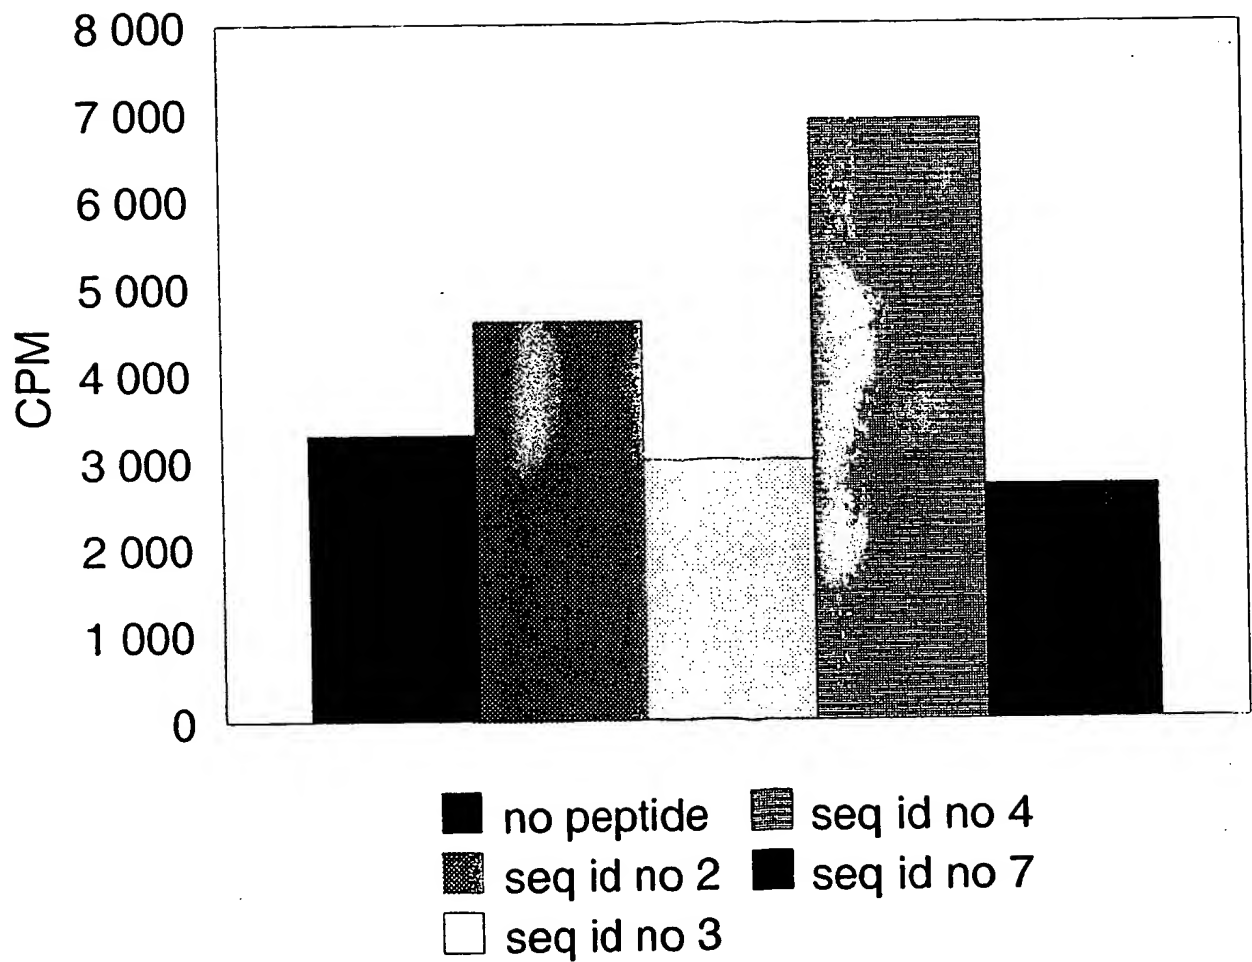 8 000
7 000
6 000
5 000
4 000
3 000
2 000
1 000
0
CPM
no peptide
seq id no 2
seq id no 3
seq id no 4
seq id no 7